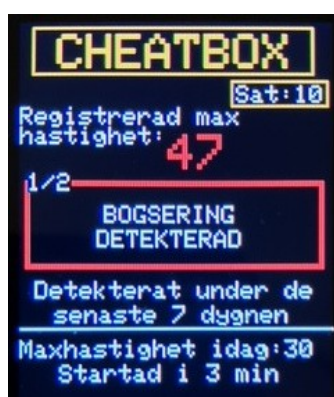 CHEATBOX
Sat:10
Registrerad max
hastighet:
47
1/2
BOGSERING
DETEKTERAD
Detekterat under de
senaste 7 dygnen
Maxhastighet idag:30
Startad i 3 min